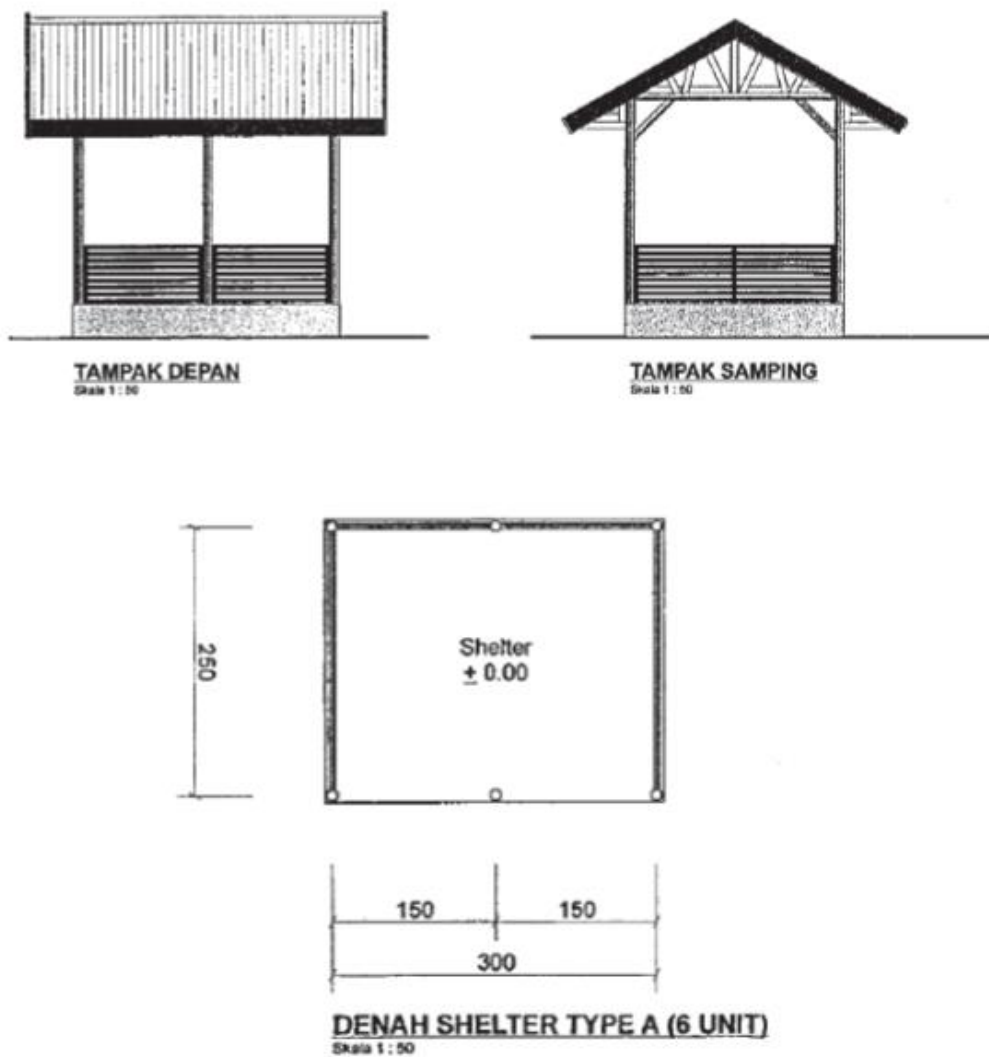 TAMPAK DEPAN
Skala 1 : 50
TAMPAK SAMPING
Skala 1 : 50
250
Shelter
± 0.00
150
150
300
DENAH SHELTER TYPE A (6 UNIT)
Skala 1 : 50